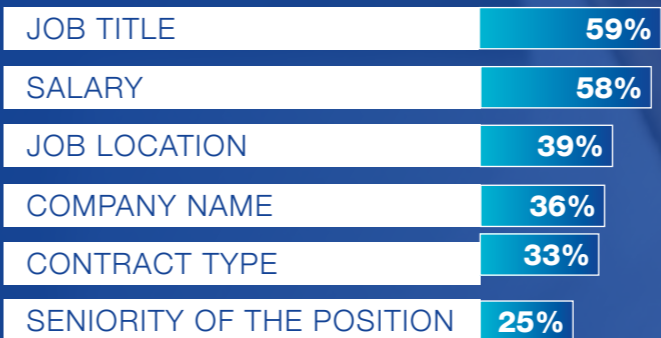 JOB TITLE 59%
SALARY 58%
JOB LOCATION 39%
COMPANY NAME 36%
CONTRACT TYPE 33%
SENIORITY OF THE POSITION 25%